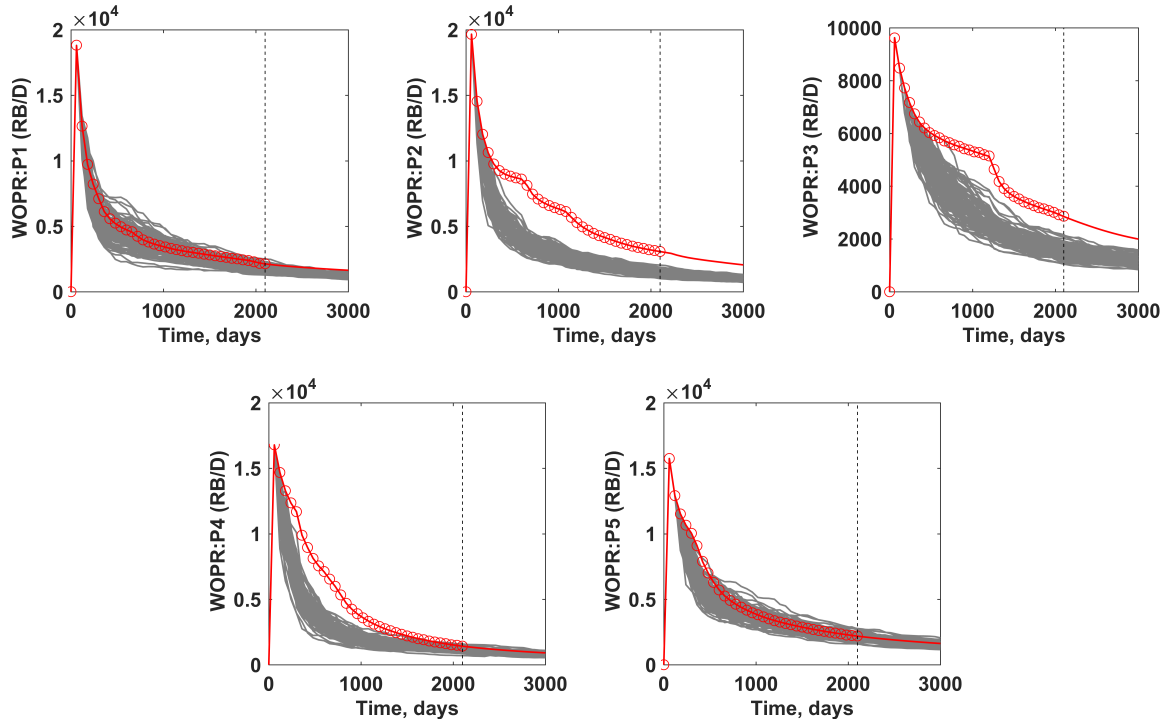 ×10⁴
WOPR:P1 (RB/D)
2
1.5
1
0.5
0
0 1000 2000 3000
Time, days
×10⁴
WOPR:P2 (RB/D)
2
1.5
1
0.5
0
0 1000 2000 3000
Time, days
WOPR:P3 (RB/D)
10000
8000
6000
4000
2000
0
0 1000 2000 3000
Time, days
×10⁴
WOPR:P4 (RB/D)
2
1.5
1
0.5
0
0 1000 2000 3000
Time, days
×10⁴
WOPR:P5 (RB/D)
2
1.5
1
0.5
0
0 1000 2000 3000
Time, days